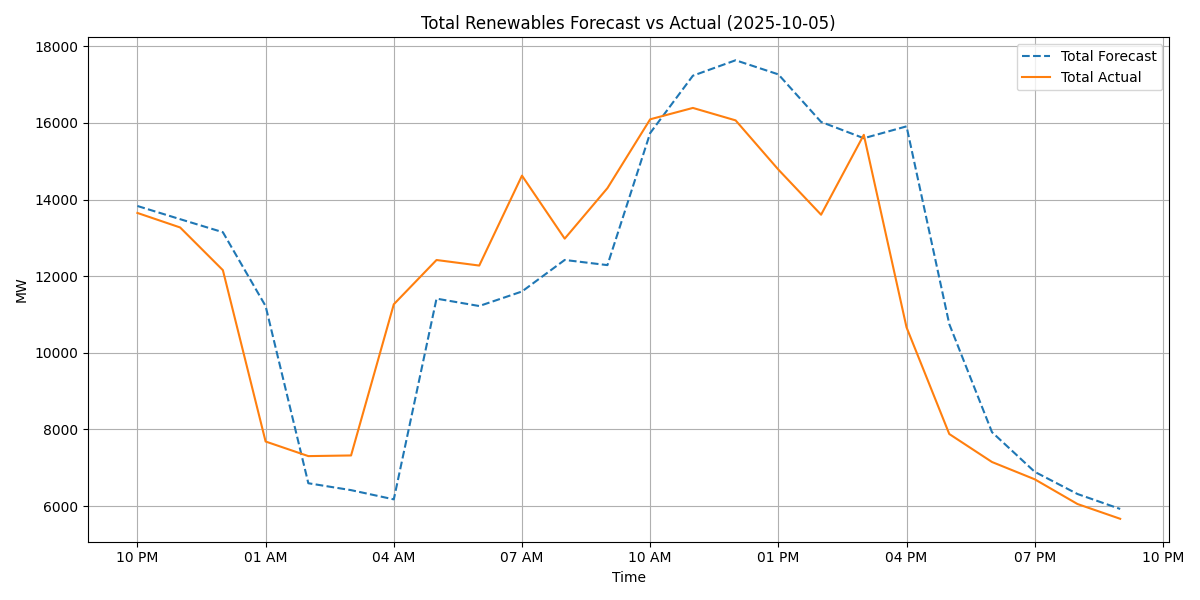 Total Renewables Forecast vs Actual (2025-10-05)
18000
16000
14000
12000
10000
8000
6000
MW
Total Forecast
Total Actual
10 PM 01 AM 04 AM 07 AM 10 AM 01 PM 04 PM 07 PM 10 PM
Time